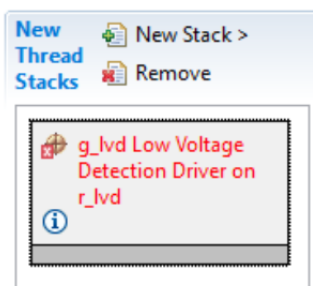 New
Thread
Stacks
New Stack >
Remove
g_lvd Low Voltage
Detection Driver on
r_lvd